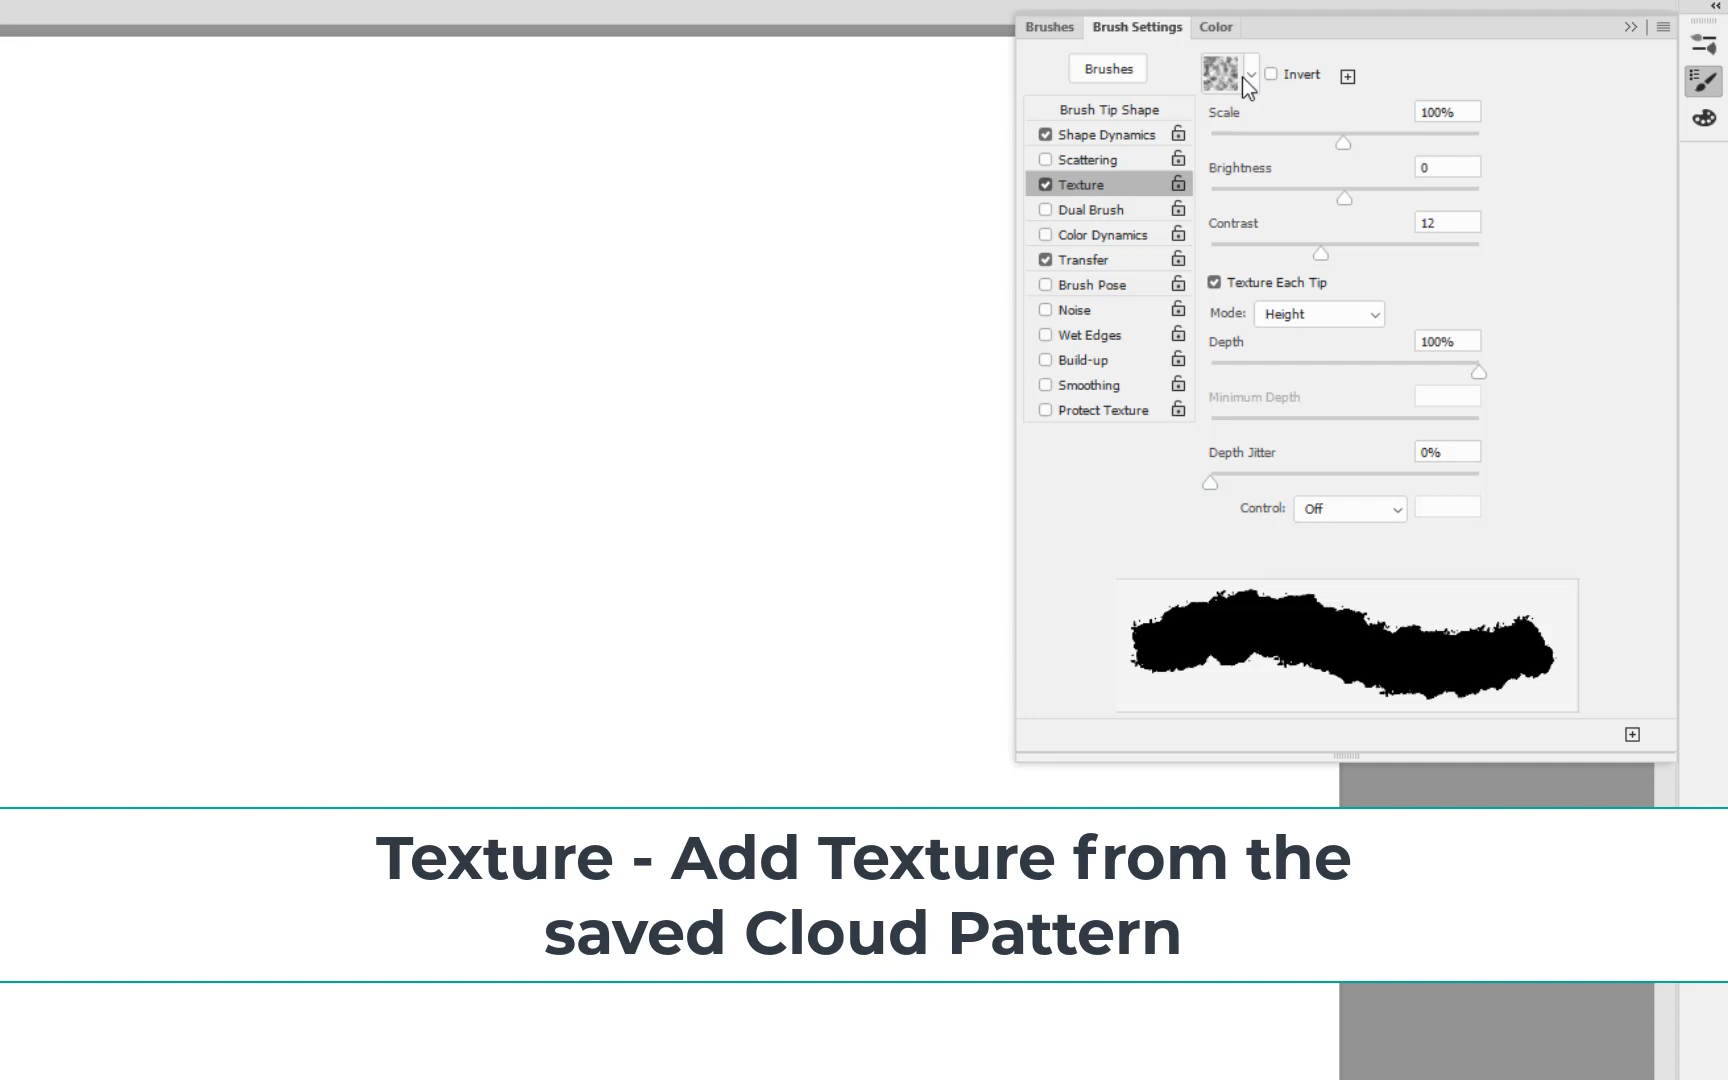 Brushes Brush Settings Color
Brushes
Invert
Brush Tip Shape
Shape Dynamics
Scattering
Texture
Dual Brush
Color Dynamics
Transfer
Brush Pose
Noise
Wet Edges
Build-up
Smoothing
Protect Texture
Scale 100%
Brightness 0
Contrast 12
Texture Each Tip
Mode: Height
Depth 100%
Minimum Depth
Depth Jitter 0%
Control: Off
Texture - Add Texture from the
saved Cloud Pattern